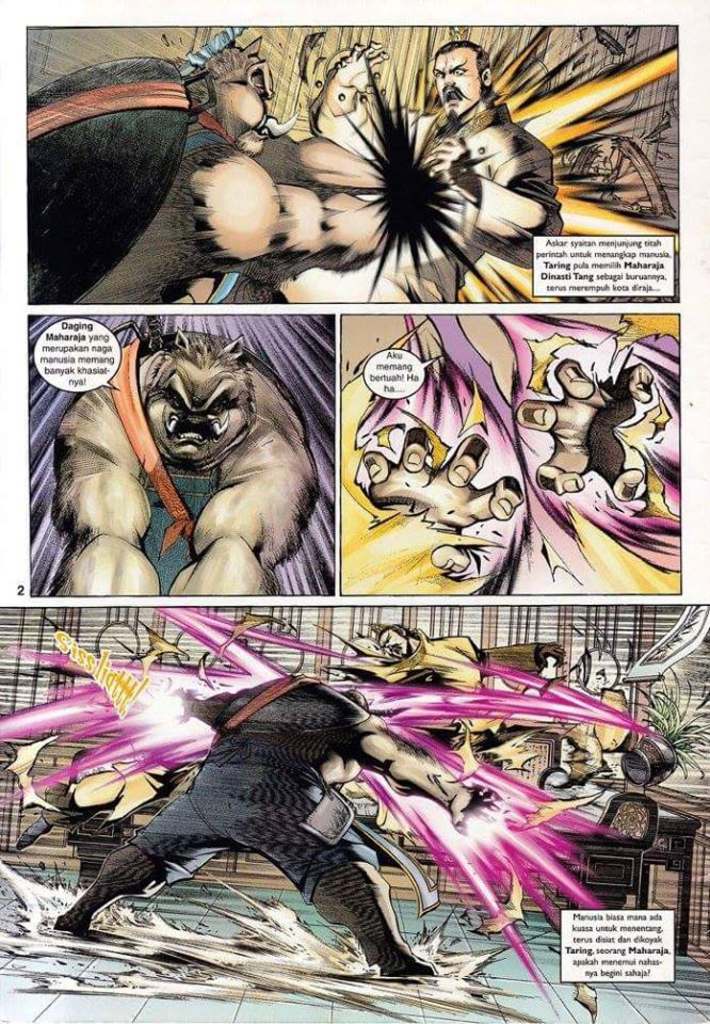 Askar syaitan menjunjung titah
perintah untuk menangkap manusia,
Taring pula memilih Maharaja
Dinasti Tang sebagai buruannya,
terus merempuh kota diraja....
Daging
Maharaja yang
merupakan naga
manusia memang
banyak khasiat-
nya!
Aku
memang
bertuah! Ha
ha....
2
Sisslighttt!
Manusia biasa mana ada
kuasa untuk menentang,
terus disiat dan dikoyak
Taring, seorang Maharaja,
apakah menemui nahas-
nya begini sahaja?